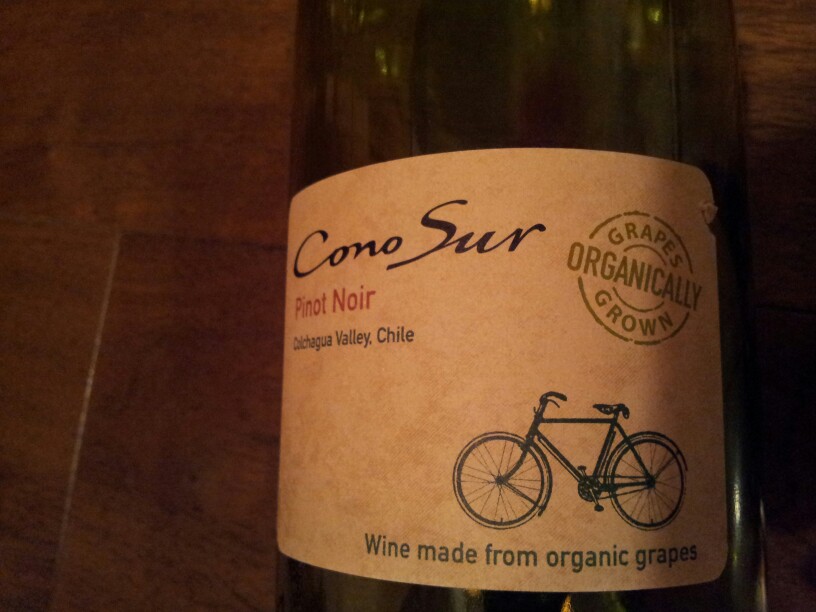 Cono Sur
Pinot Noir
Colchagua Valley, Chile
GRAPES
ORGANICALLY
GROWN
Wine made from organic grapes